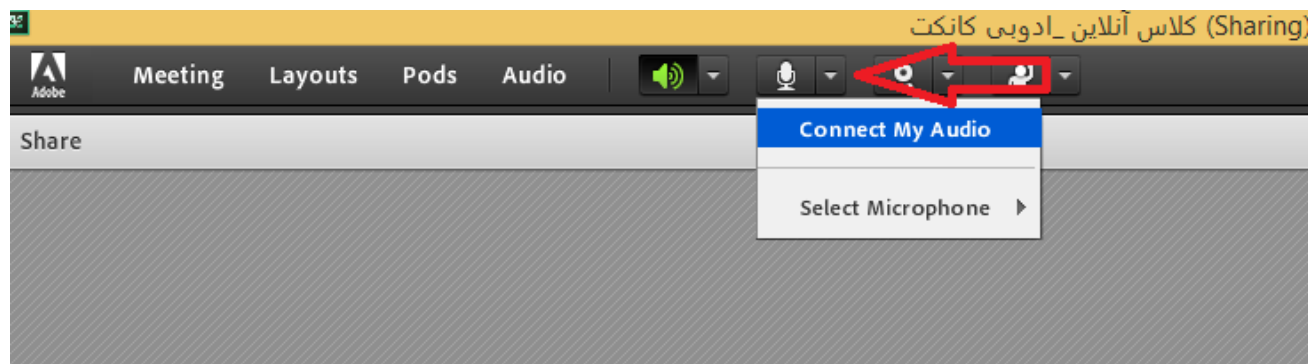 (Sharing) کلاس آنلاین _ادوبی کانکت
Adobe
Meeting Layouts Pods Audio
Connect My Audio
Share
Select Microphone